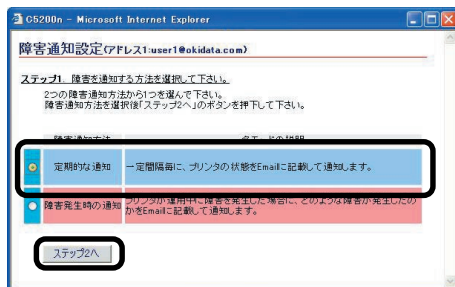 C5200n - Microsoft Internet Explorer
障害通知設定(アドレス1:user1@okidata.com)
ステップ1. 障害を通知する方法を選択して下さい。
2つの障害通知方法から1つを選んで下さい。
障害通知方法を選択後「ステップ2へ」のボタンを押下して下さい。
障害通知方法 各モードの説明
定期的な通知 一定間隔毎に、プリンタの状態をEmailに記載して通知します。
障害発生時の通知 プリンタが運用中に障害を発生した場合に、どのような障害が発生したの
かをEmailに記載して通知します。
ステップ2へ